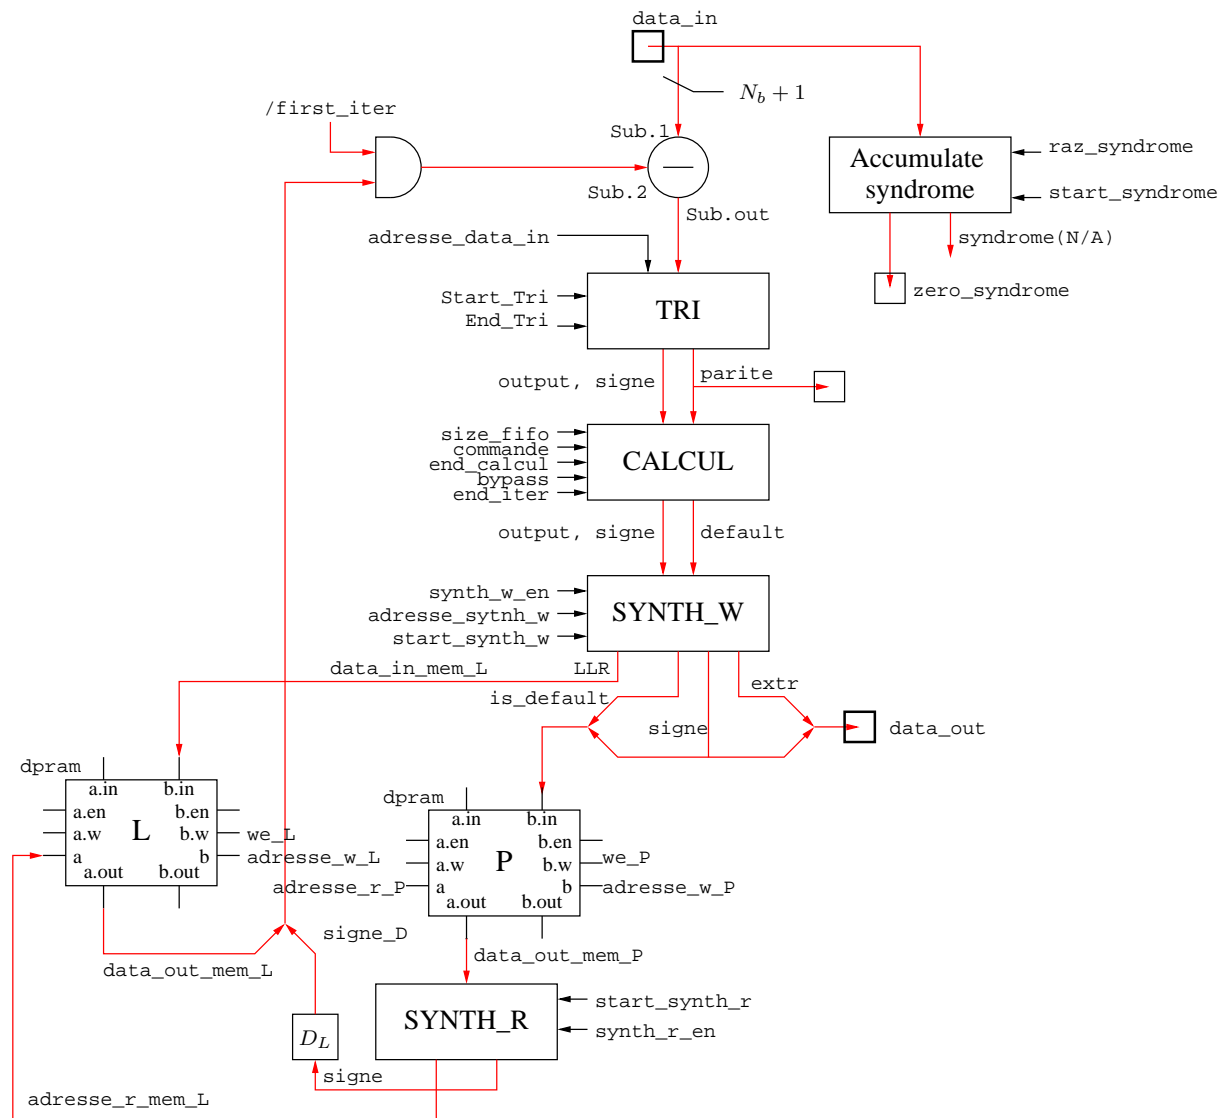 data_in
N_b + 1
/first_iter
Sub.1
Sub.2
Sub.out
Accumulate
syndrome
raz_syndrome
start_syndrome
syndrome(N/A)
zero_syndrome
adresse_data_in
Start_Tri
End_Tri
TRI
output, signe
parite
size_fifo
commande
end_calcul
bypass
end_iter
CALCUL
output, signe
default
synth_w_en
adresse_sytnh_w
start_synth_w
SYNTH_W
data_in_mem_L
LLR
is_default
signe
extr
data_out
dpram
a.in
b.in
a.en
b.en
a.w
L
b.w
we_L
a
b
adresse_w_L
a.out
b.out
dpram
a.in
b.in
a.en
b.en
a.w
P
b.w
we_P
adresse_r_P
a
b
adresse_w_P
a.out
b.out
signe_D
data_out_mem_L
data_out_mem_P
D_L
SYNTH_R
start_synth_r
synth_r_en
signe
adresse_r_mem_L